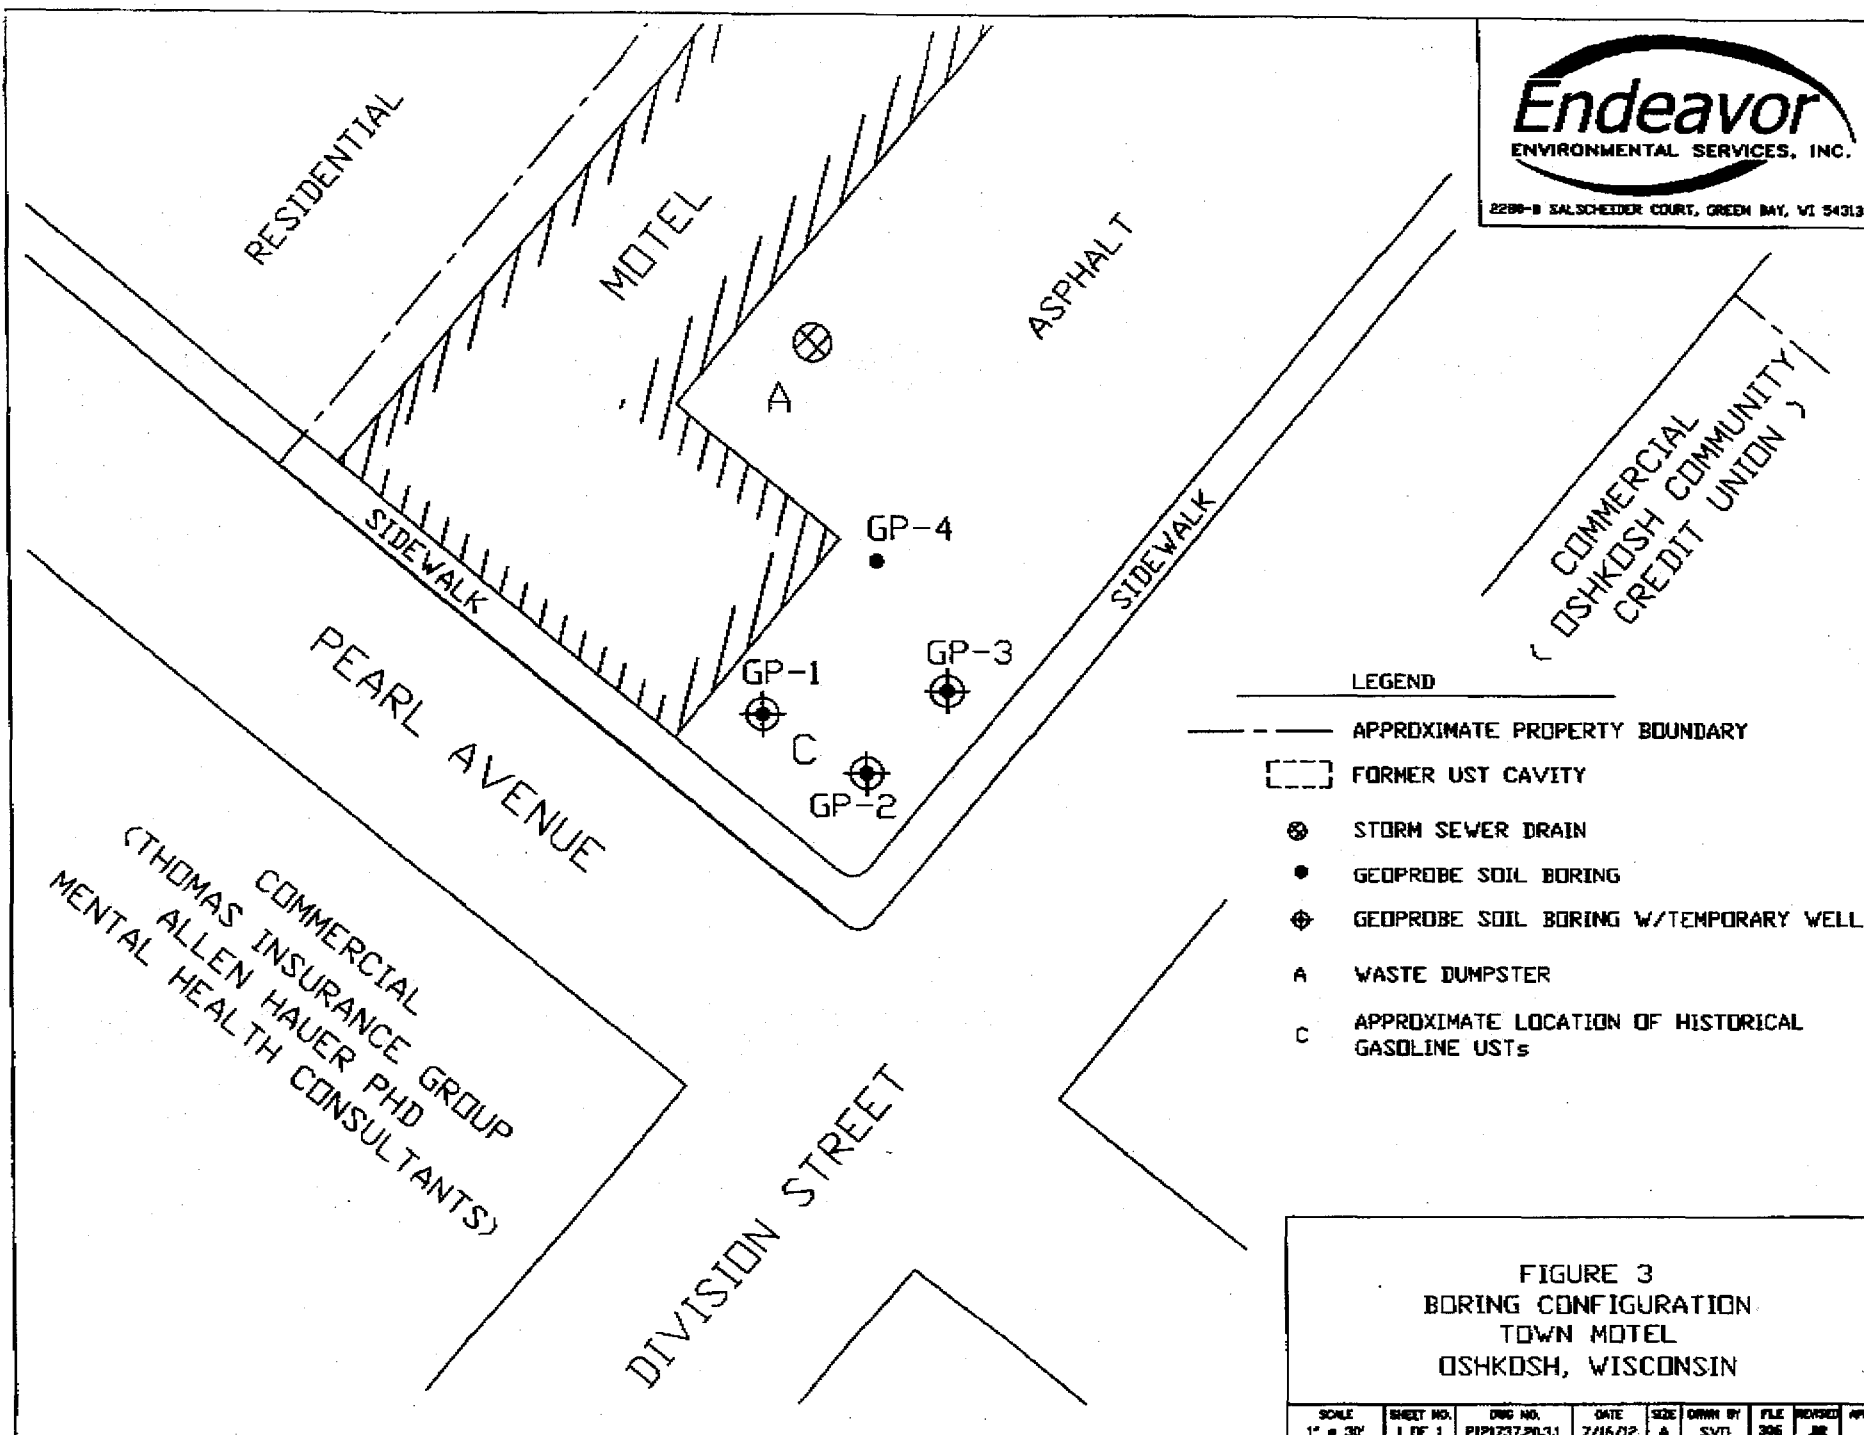 Endeavor
ENVIRONMENTAL SERVICES, INC.
COURT, GREEN BAY, WI 54313
RESIDENTIAL
MOTEL
ASPHALT
A
COMMERCIAL
( OSHKOSH COMMUNITY
CREDIT UNION )
GP-4
SIDEWALK
SIDEWALK
GP-3
GP-1
C
GP-2
PEARL AVENUE
COMMERCIAL
(THOMAS INSURANCE GROUP
ALLEN HAUER PHD
MENTAL HEALTH CONSULTANTS)
DIVISION STREET
LEGEND
APPROXIMATE PROPERTY BOUNDARY
FORMER UST CAVITY
STORM SEWER DRAIN
GEOPROBE SOIL BORING
GEOPROBE SOIL BORING W/TEMPORARY WELL
A WASTE DUMPSTER
C APPROXIMATE LOCATION OF HISTORICAL
GASOLINE USTs
FIGURE 3
BORING CONFIGURATION
TOWN MOTEL
OSHKOSH, WISCONSIN
SCALE SHEET NO. DWG NO. DATE SIZE DRWN BY FILE REVISED
1" = 30' 1 OF 1 7/16/12 A